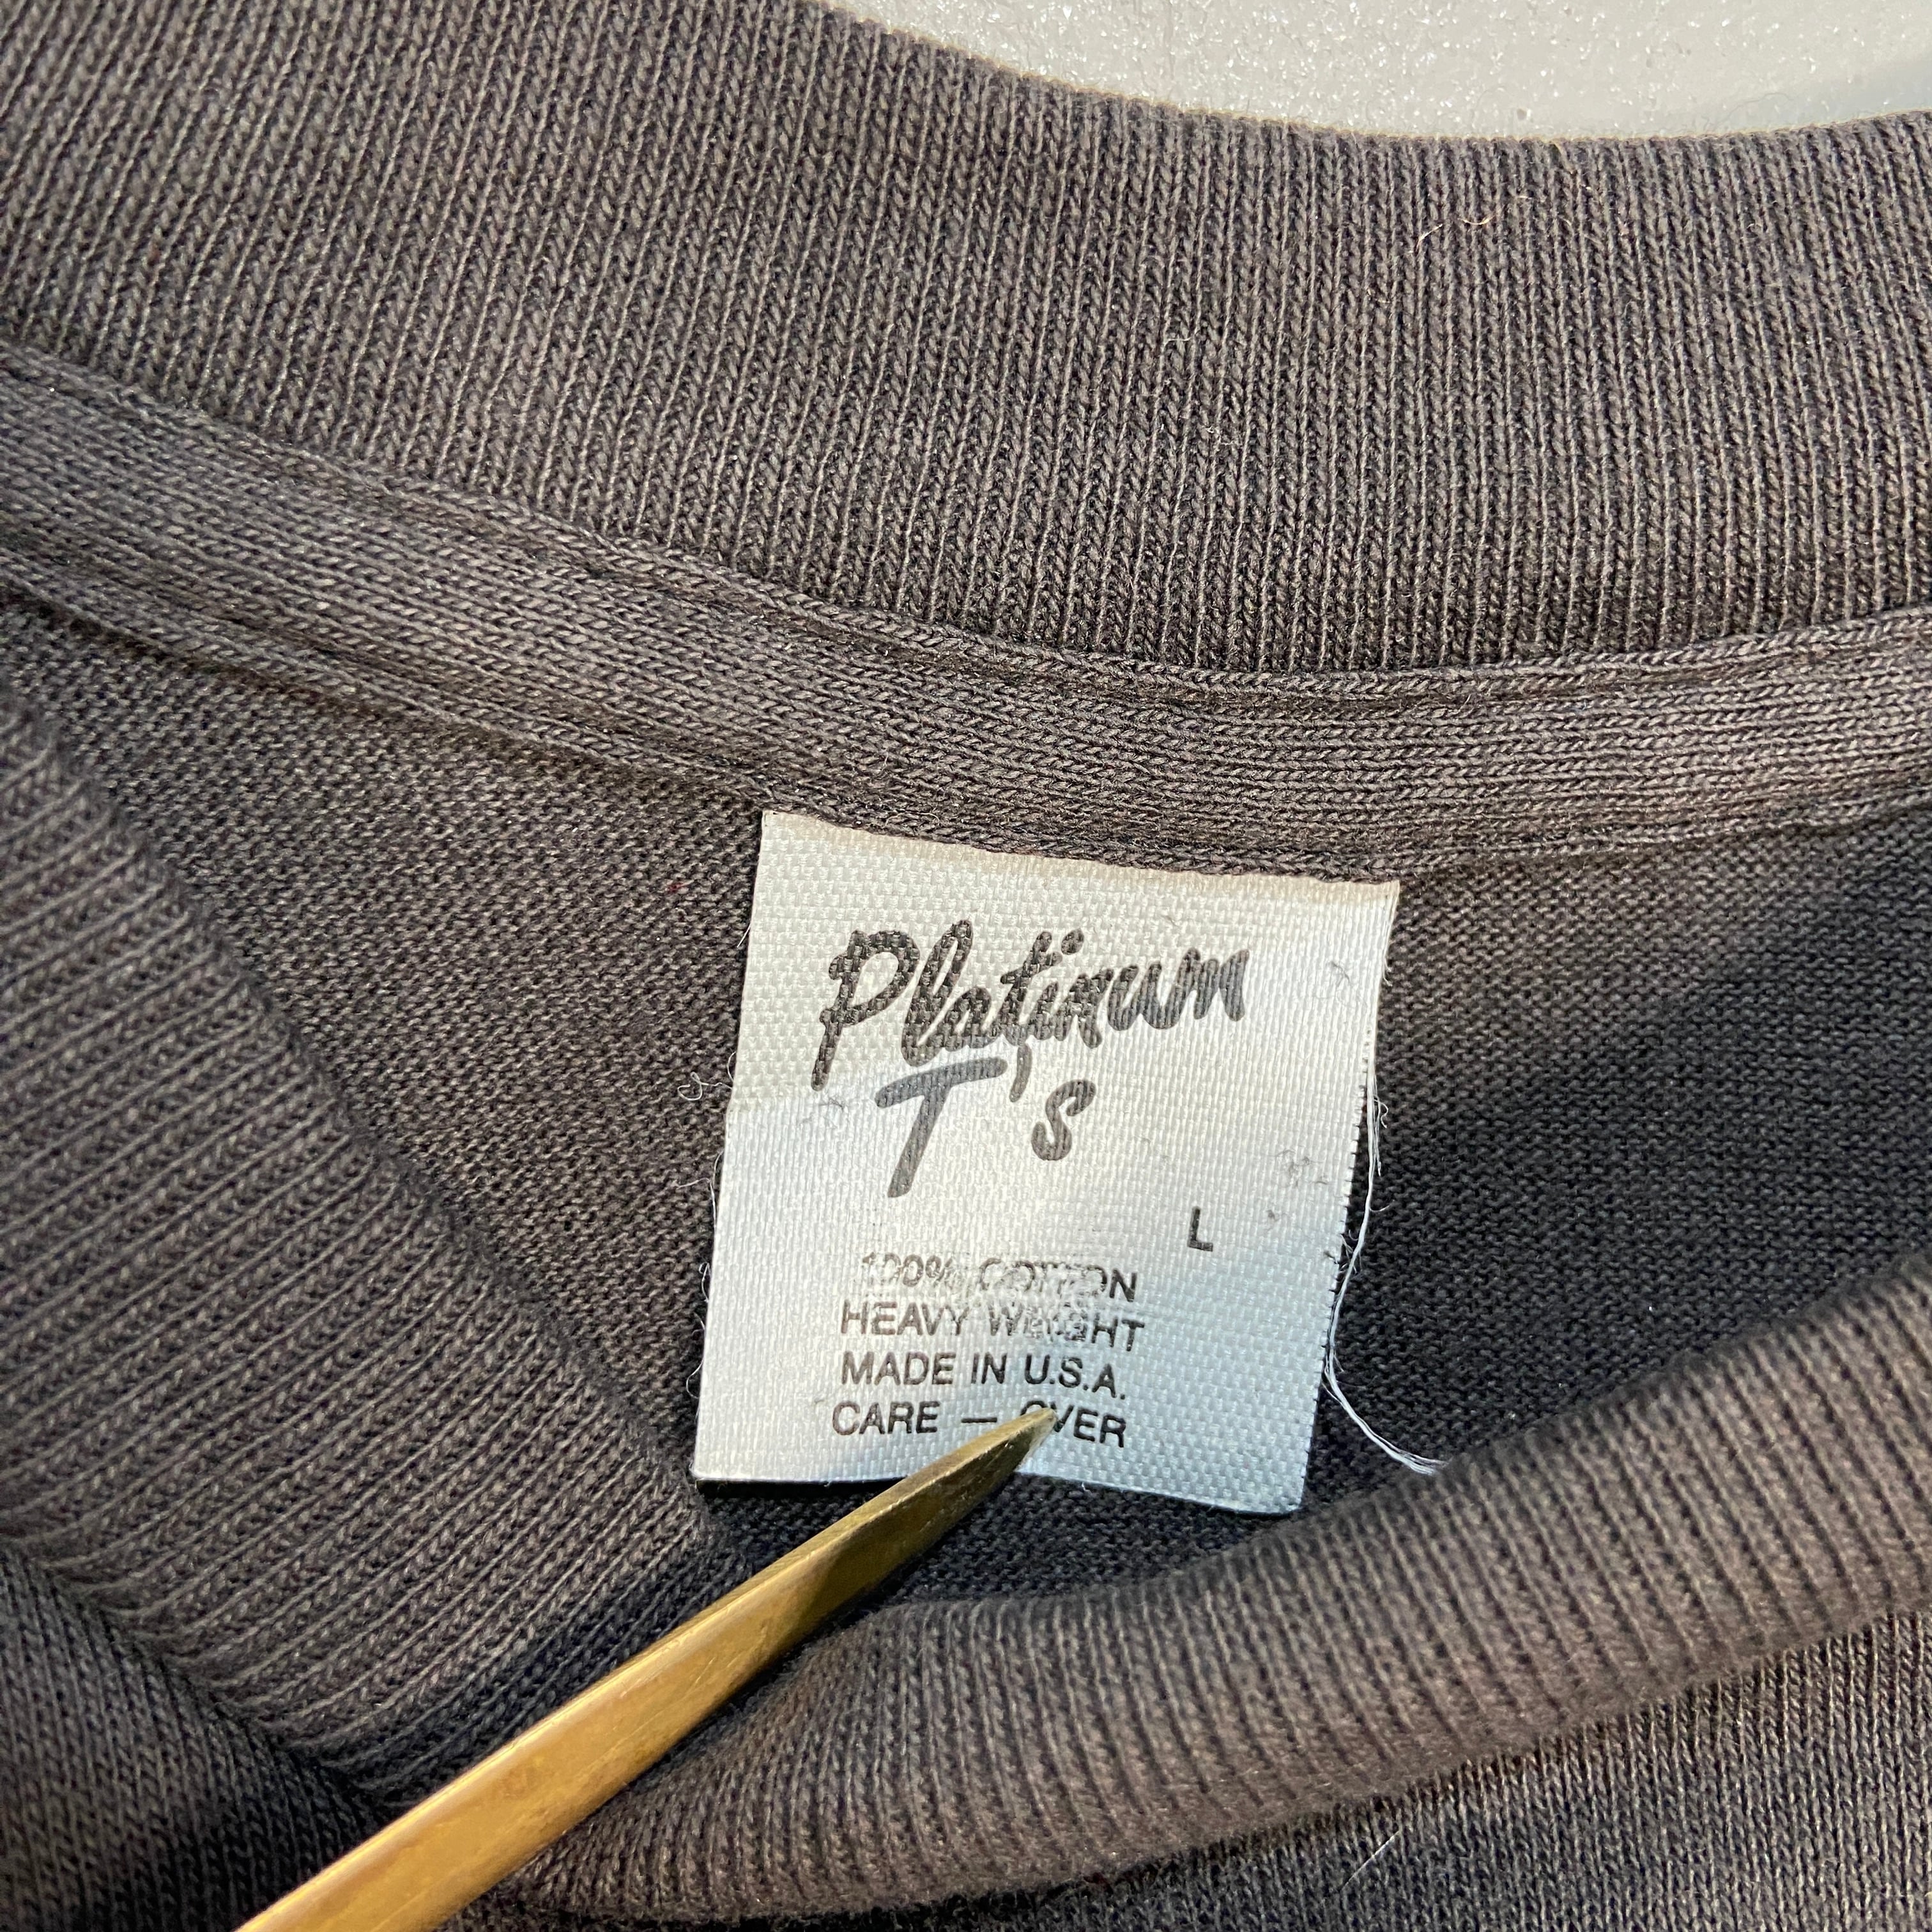 Platinum
T's
L
100% COTTON
HEAVY WEIGHT
MADE IN U.S.A.
CARE — OVER